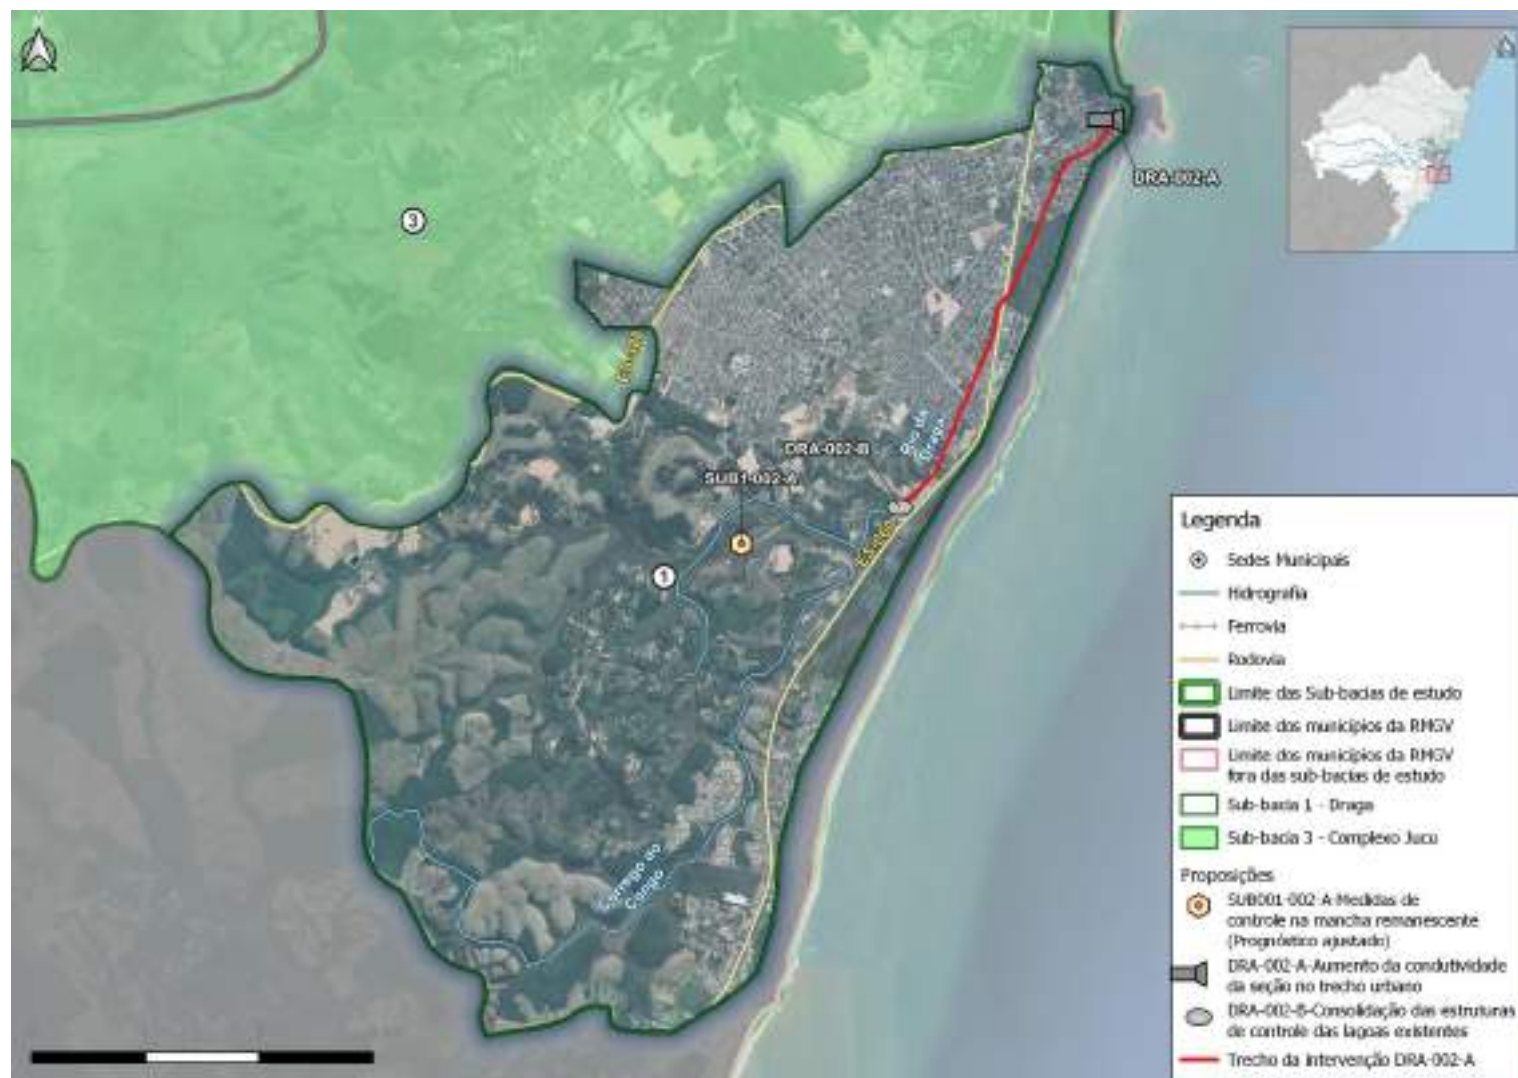 3
DRA-002-A
Rio da
Draga
DRA-002-B
SUB1-002-A
1
Córrego do
Congo
Legenda
Sedes Municipais
Hidrografia
Ferrovia
Rodovia
Limite das Sub-bacias de estudo
Limite dos municípios da RMGV
Limite dos municípios da RMGV
fora das sub-bacias de estudo
Sub-bacia 1 - Draga
Sub-bacia 3 - Complexo Jucu
Proposições
SUB001-002-A-Medidas de
controle na mancha remanescente
(Prognóstico ajustado)
DRA-002-A-Aumento da condutividade
da seção no trecho urbano
DRA-002-B-Consolidação das estruturas
de controle das lagoas existentes
Trecho da intervenção DRA-002-A